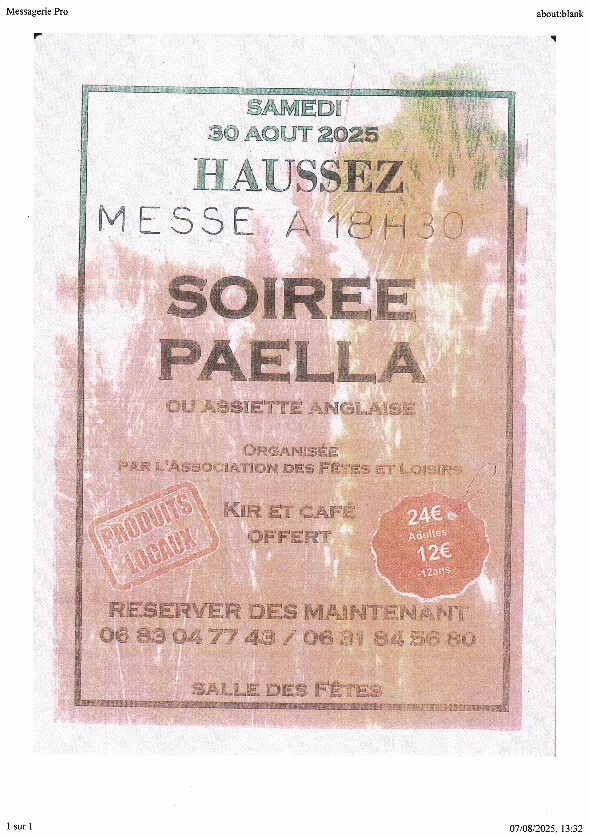 Messagerie Pro
about:blank
SAMEDI
30 AOUT 2025
HAUSSEZ
MESSE A 18H30
SOIREE
PAELLA
OU ASSIETTE ANGLAISE
ORGANISÉE
PAR L'ASSOCIATION DES FÊTES ET LOISIRS
PRODUITS
LOCAUX
KIR ET CAFÉ
OFFERT
24€
Adultes
12€
-12ans
RESERVER DES MAINTENANT
06 83 04 77 43 / 06 31 84 56 80
SALLE DES FÊTES
1 sur 1
07/08/2025, 13:32